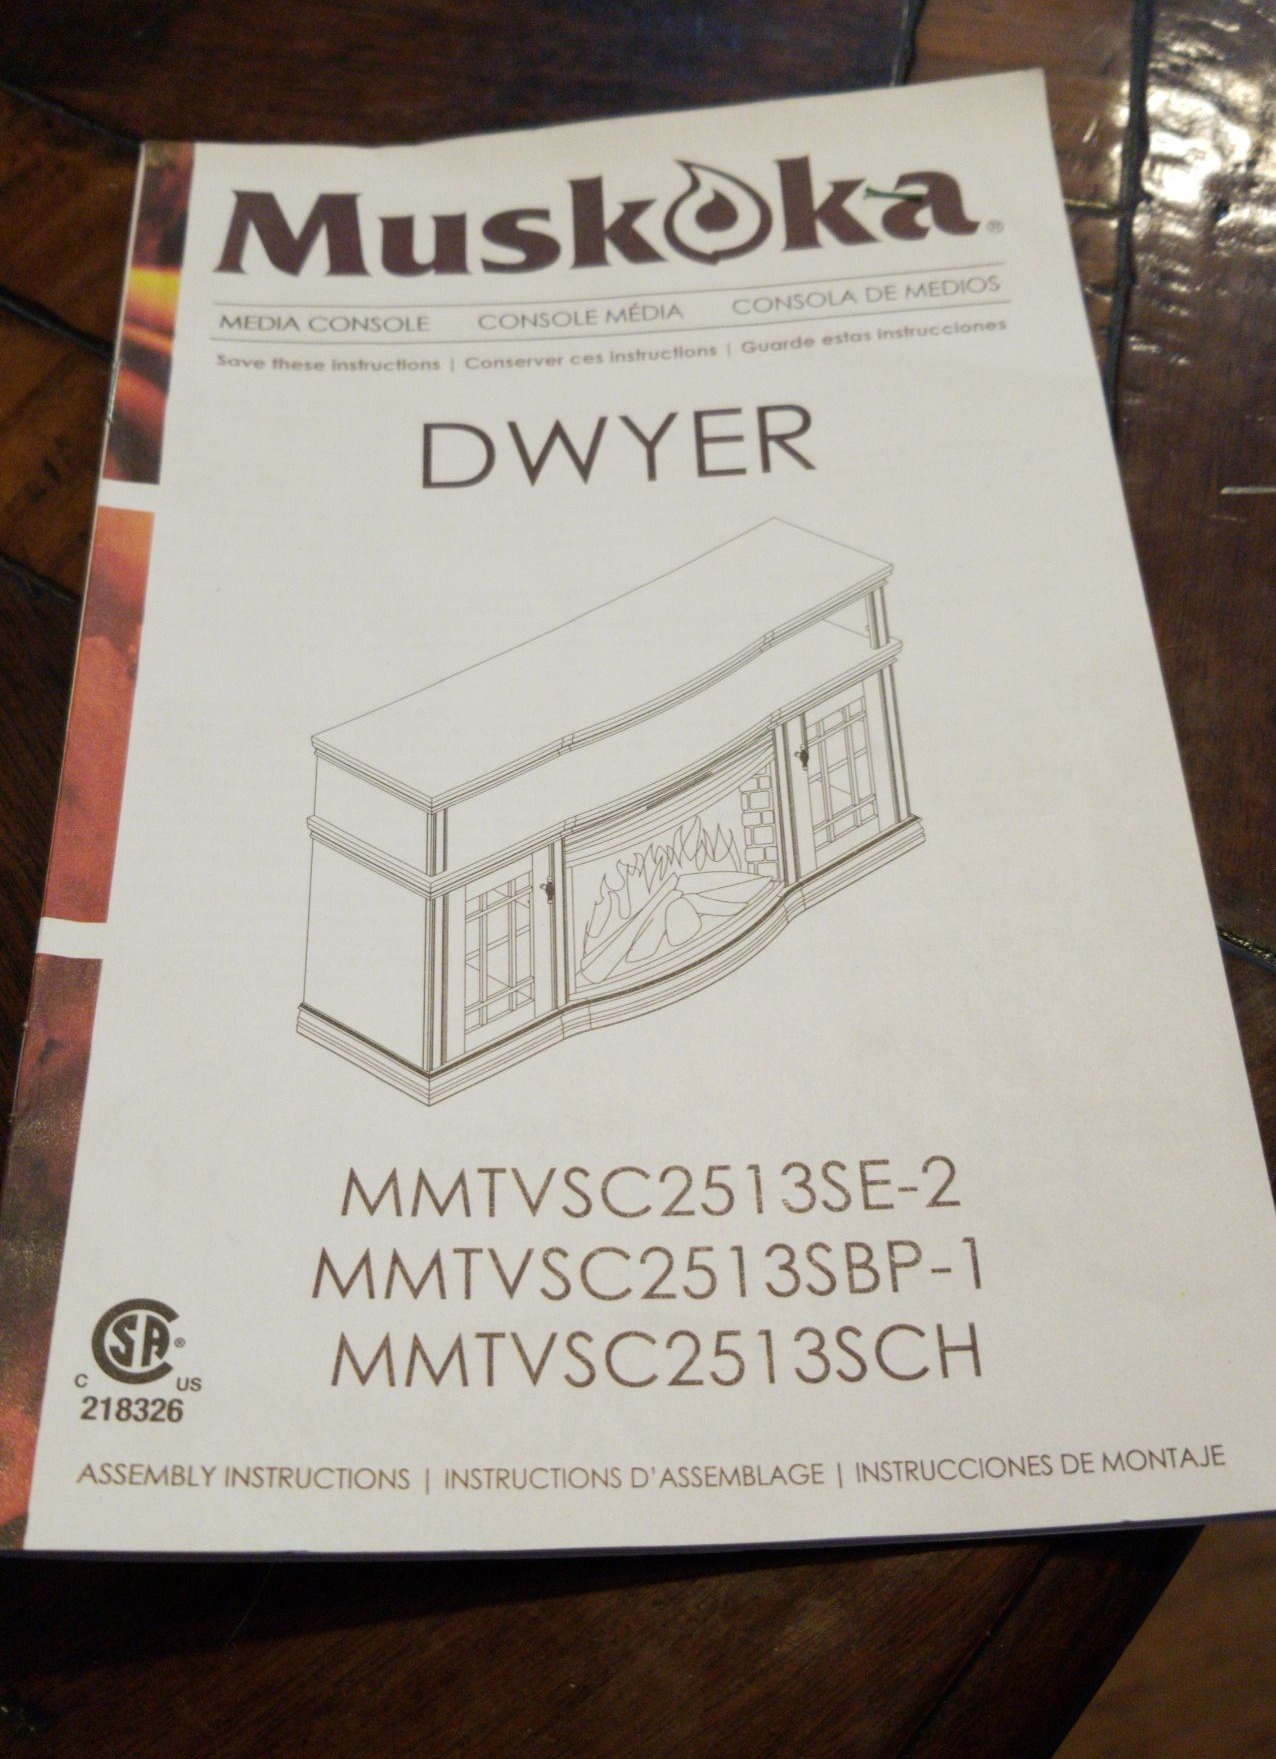 Muskoka®
MEDIA CONSOLE CONSOLE MÉDIA CONSOLA DE MEDIOS
Save these instructions | Conserver ces instructions | Guarde estas instrucciones
DWYER
MMTVSC2513SE-2
MMTVSC2513SBP-1
MMTVSC2513SCH
CSA®
C US
218326
ASSEMBLY INSTRUCTIONS | INSTRUCTIONS D'ASSEMBLAGE | INSTRUCCIONES DE MONTAJE